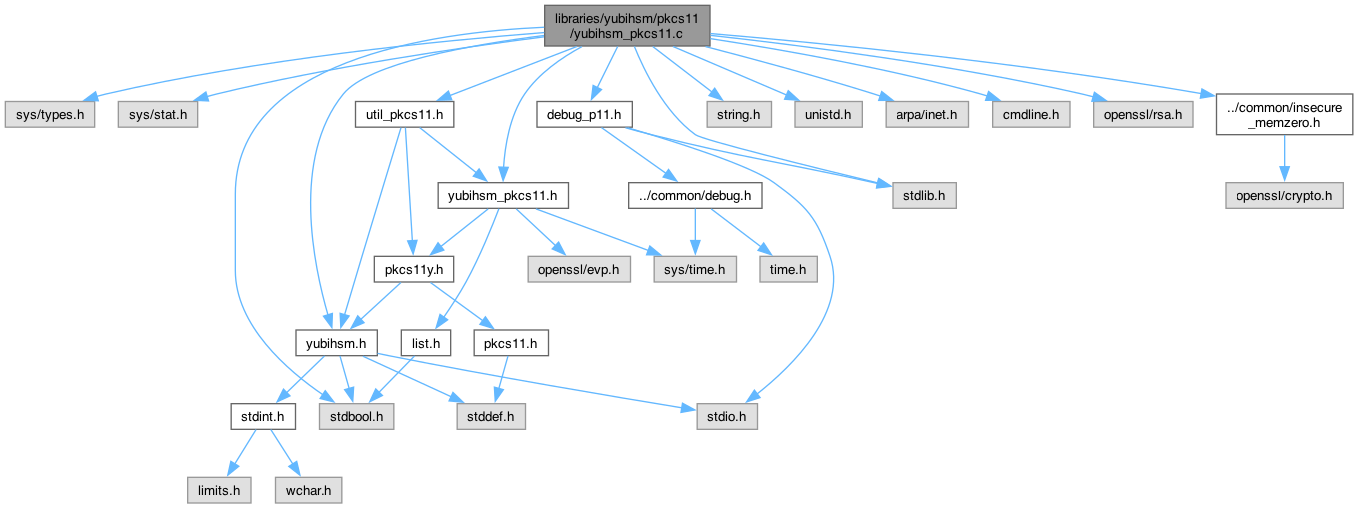 libraries/yubihsm/pkcs11
/yubihsm_pkcs11.c
sys/types.h
sys/stat.h
util_pkcs11.h
debug_p11.h
string.h
unistd.h
arpa/inet.h
cmdline.h
openssl/rsa.h
../common/insecure
_memzero.h
yubihsm_pkcs11.h
../common/debug.h
stdlib.h
openssl/crypto.h
pkcs11y.h
openssl/evp.h
sys/time.h
time.h
yubihsm.h
list.h
pkcs11.h
stdint.h
stdbool.h
stddef.h
stdio.h
limits.h
wchar.h